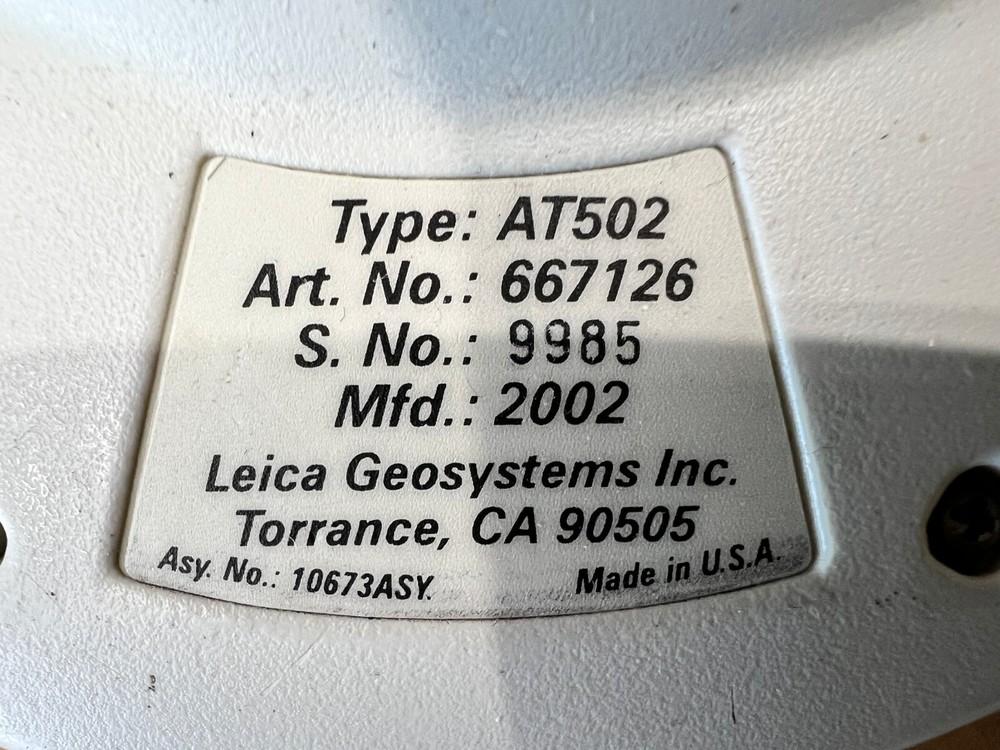 Type: AT502
Art. No.: 667126
S. No.: 9985
Mfd.: 2002
Leica Geosystems Inc.
Torrance, CA 90505
Asy. No.: 10673ASY. Made in U.S.A.